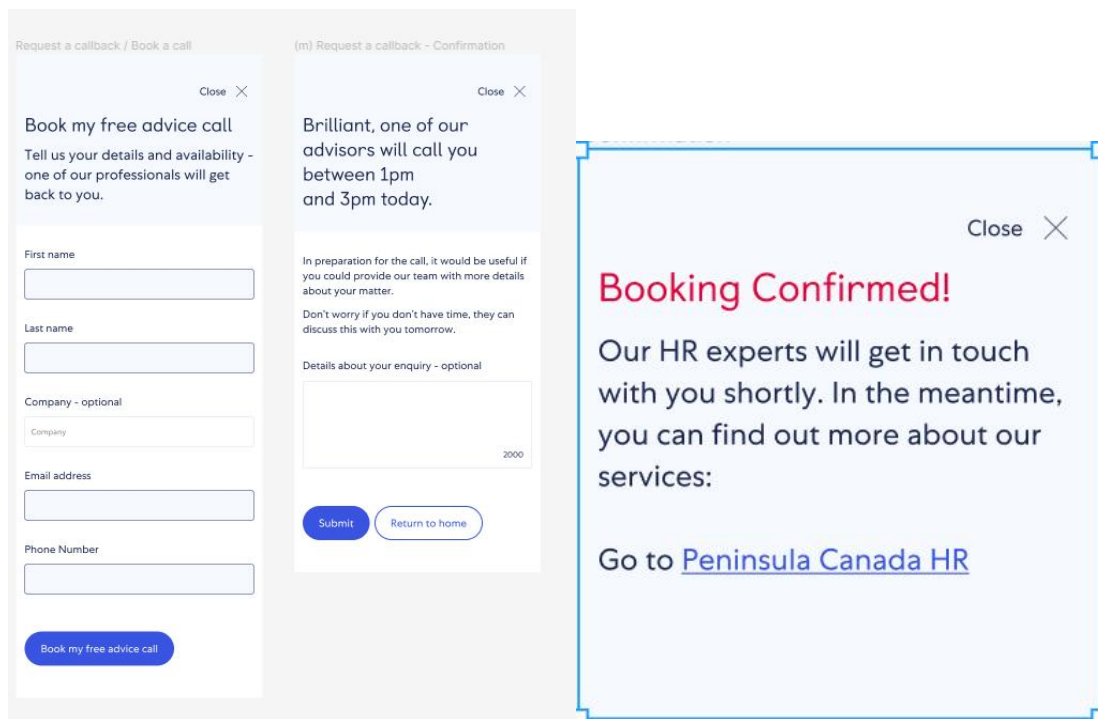 Request a callback / Book a call
Close
Book my free advice call
Tell us your details and availability -
one of our professionals will get
back to you.
First name
Last name
Company - optional
Company
Email address
Phone Number
Book my free advice call
(m) Request a callback - Confirmation
Close
Brilliant, one of our
advisors will call you
between 1pm
and 3pm today.
In preparation for the call, it would be useful if
you could provide our team with more details
about your matter.
Don't worry if you don't have time, they can
discuss this with you tomorrow.
Details about your enquiry - optional
2000
Submit
Return to home
Close
Booking Confirmed!
Our HR experts will get in touch
with you shortly. In the meantime,
you can find out more about our
services:
Go to Peninsula Canada HR